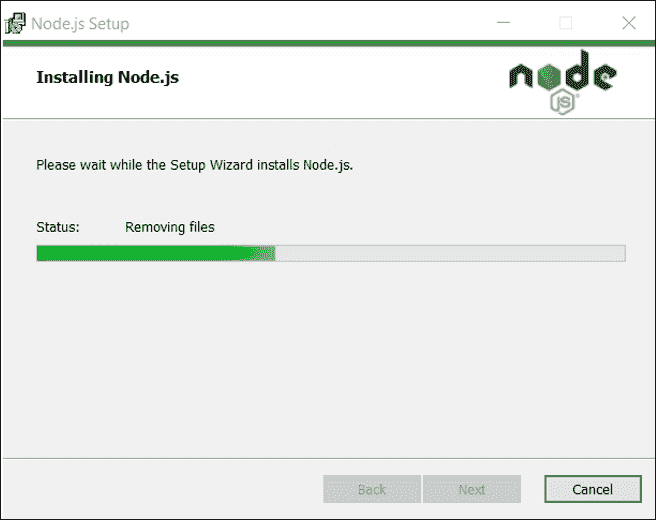 Node.js Setup
Installing Node.js
node
JS
Please wait while the Setup Wizard installs Node.js.
Status: Removing files
Back Next Cancel